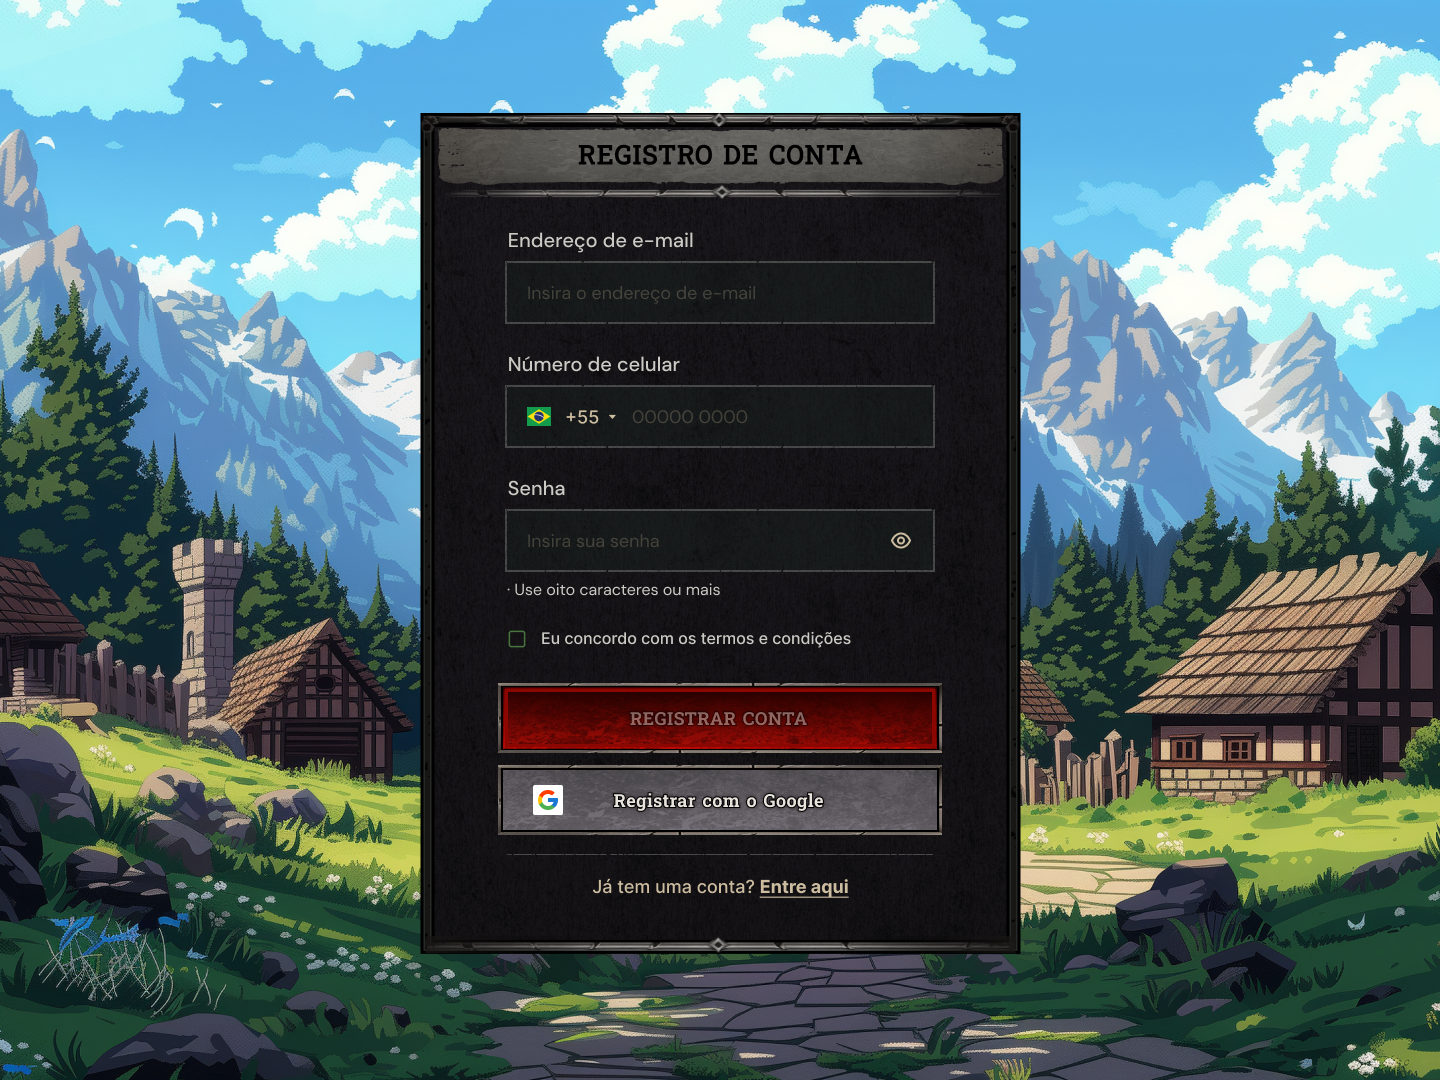 REGISTRO DE CONTA
Endereço de e-mail
Insira o endereço de e-mail
Número de celular
+55 00000 0000
Senha
Insira sua senha
· Use oito caracteres ou mais
Eu concordo com os termos e condições
REGISTRAR CONTA
Registrar com o Google
Já tem uma conta? Entre aqui